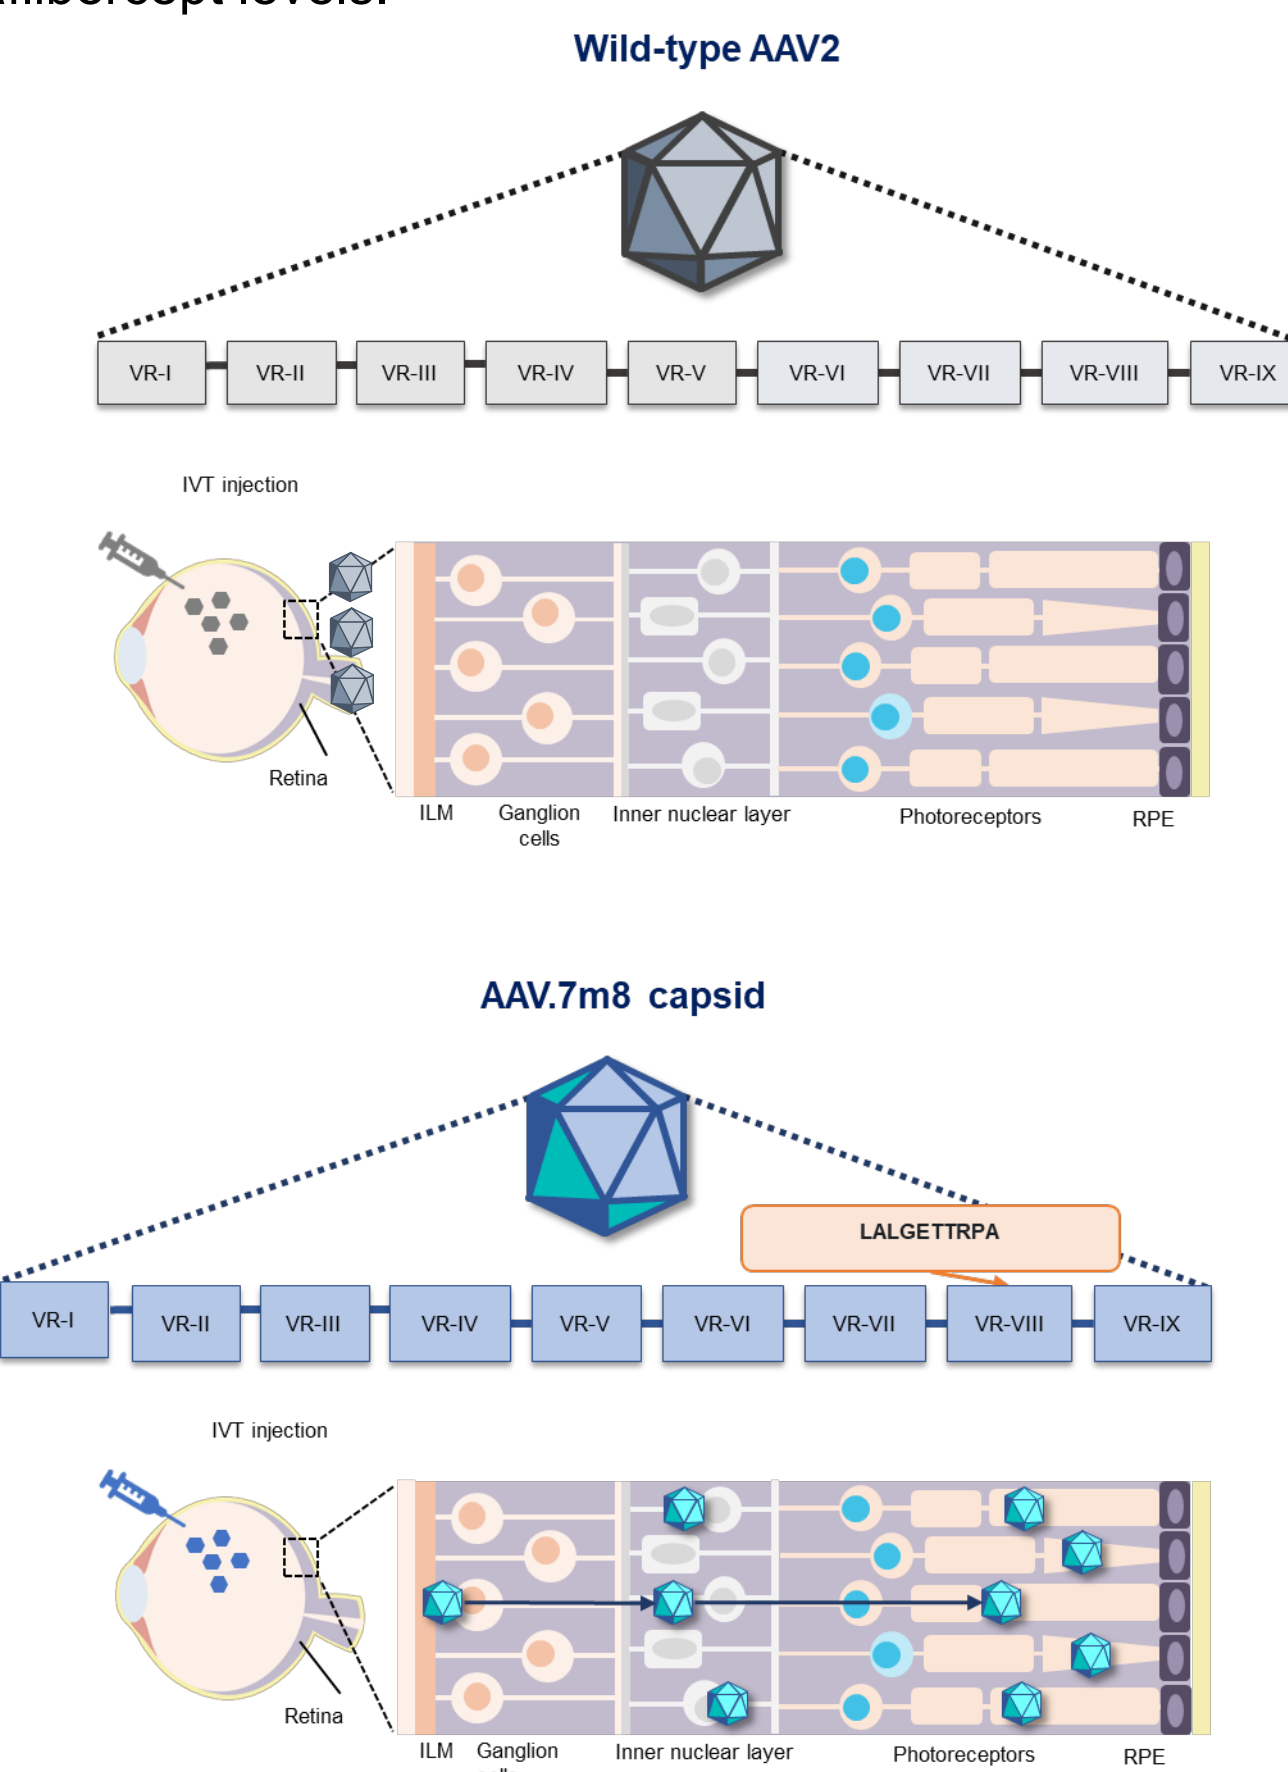 aflibercept levels.
Wild-type AAV2
VR-I VR-II VR-III VR-IV VR-V VR-VI VR-VII VR-VIII VR-IX
IVT injection
Retina
ILM Ganglion Inner nuclear layer Photoreceptors RPE
cells
AAV.7m8 capsid
LALGETTRPA
VR-I VR-II VR-III VR-IV VR-V VR-VI VR-VII VR-VIII VR-IX
IVT injection
Retina
ILM Ganglion Inner nuclear layer Photoreceptors RPE
cells